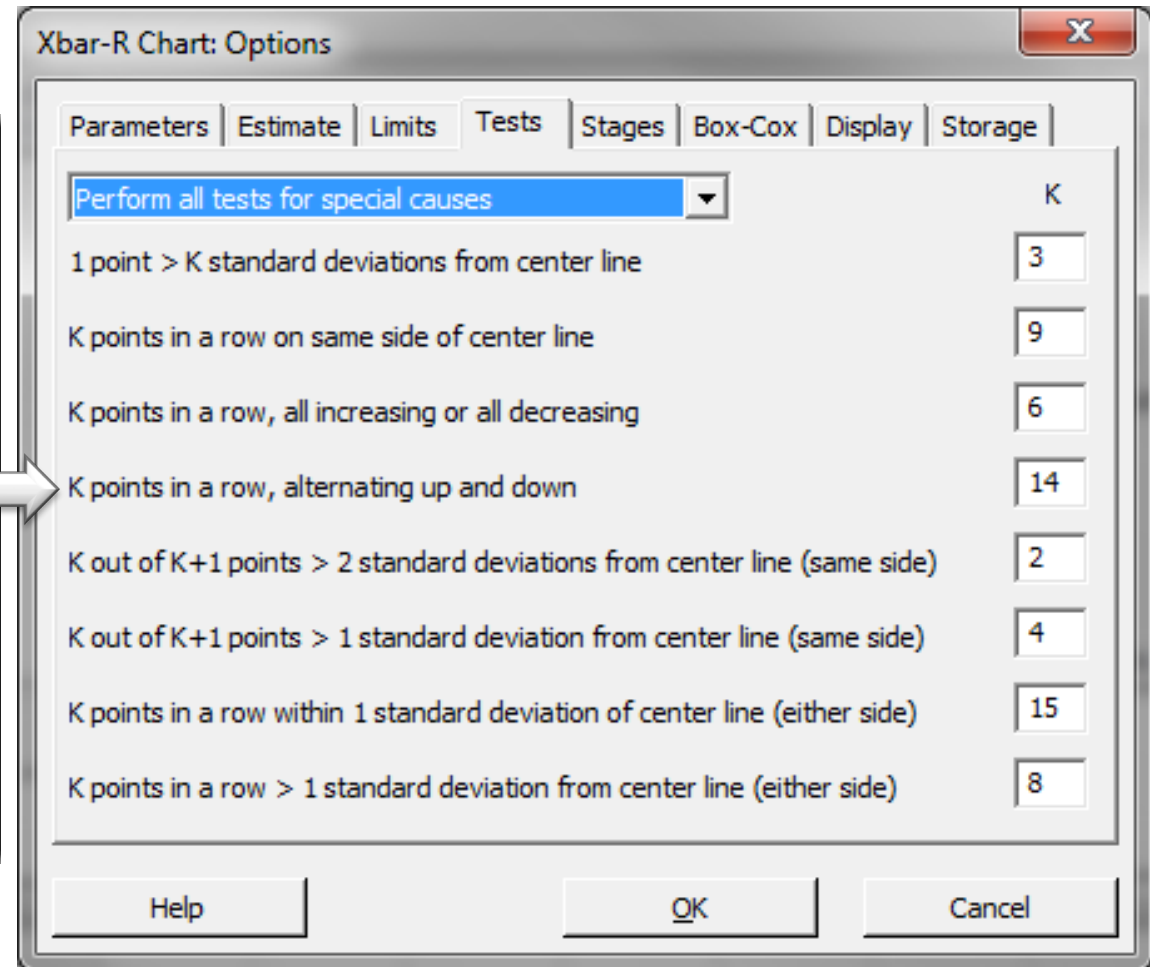 Xbar-R Chart: Options
Parameters Estimate Limits Tests Stages Box-Cox Display Storage
Perform all tests for special causes K
1 point > K standard deviations from center line 3
K points in a row on same side of center line 9
K points in a row, all increasing or all decreasing 6
K points in a row, alternating up and down 14
K out of K+1 points > 2 standard deviations from center line (same side) 2
K out of K+1 points > 1 standard deviation from center line (same side) 4
K points in a row within 1 standard deviation of center line (either side) 15
K points in a row > 1 standard deviation from center line (either side) 8
Help OK Cancel